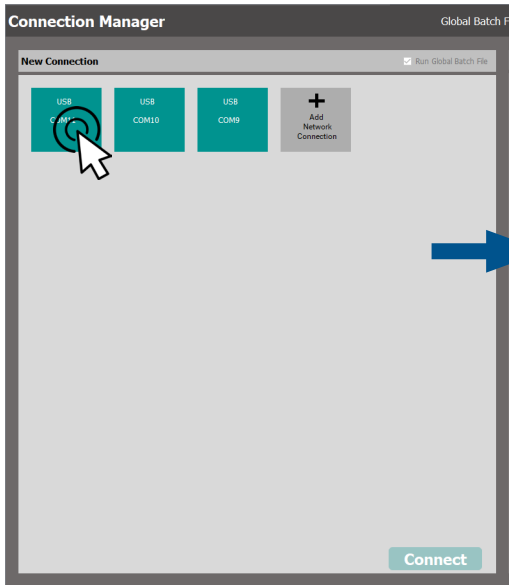 Connection Manager
Global Batch F
New Connection
Run Global Batch File
USB
USB
USB
COM10
COM9
Add
Network
Connection
Connect